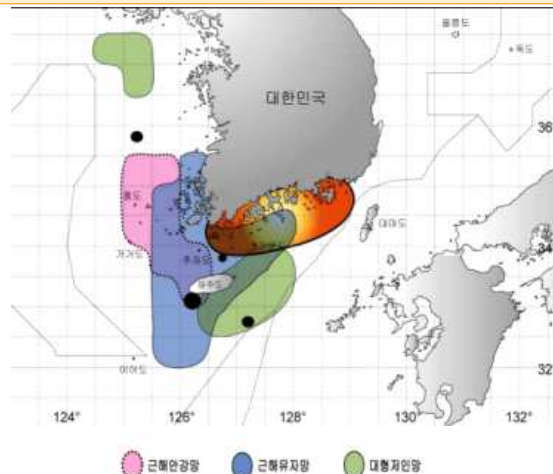 울릉도
독도
대한민국
36
홍도
대마도
34
가거도
추자도
제주도
이어도
32
124°
126°
128°
130°
132°
근해안강망
근해유자망
대형저인망